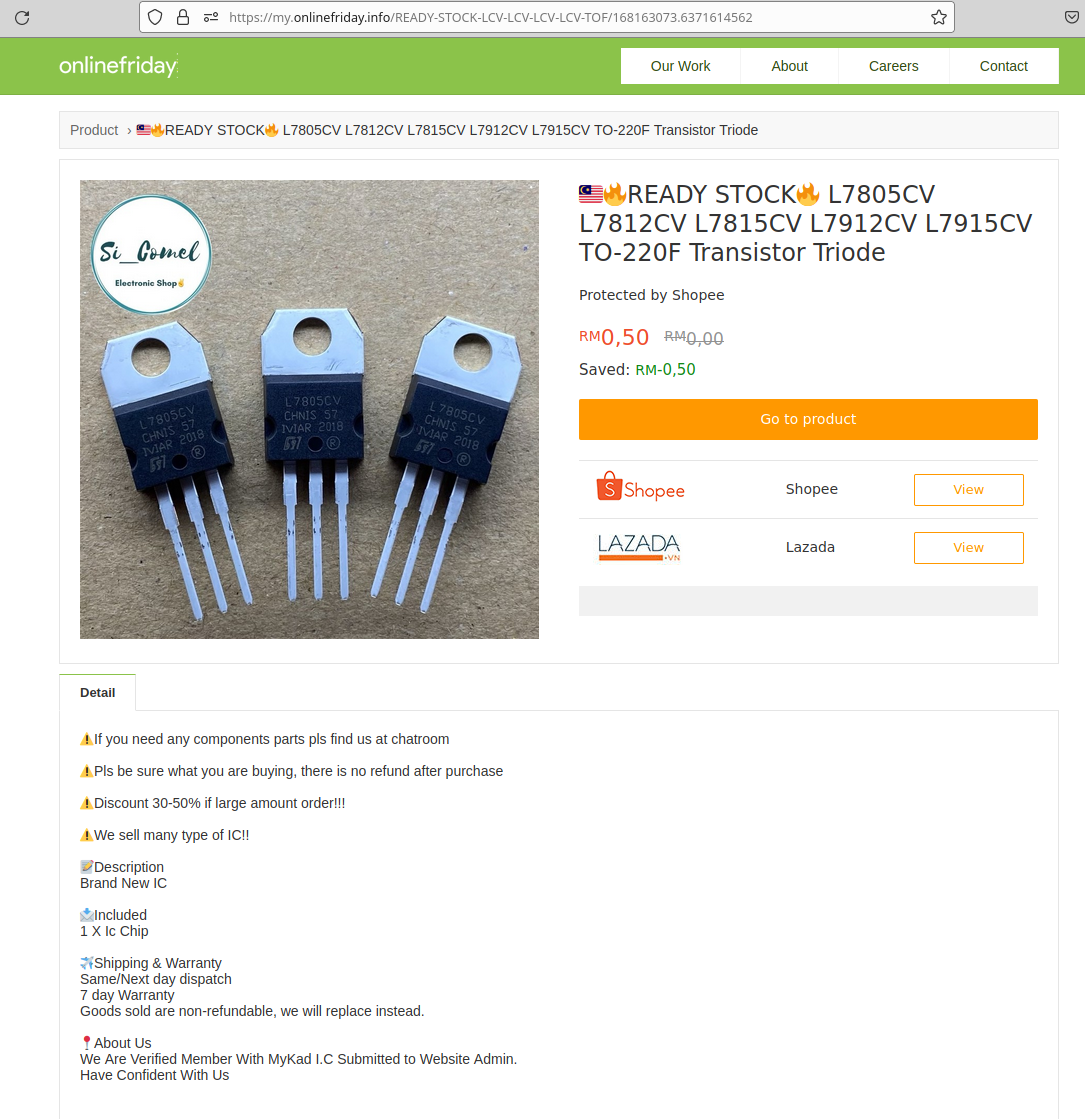 https://my.onlinefriday.info/READY-STOCK-LCV-LCV-LCV-LCV-TOF/168163073.6371614562
onlinefriday
Our Work About Careers Contact
Product › 🇲🇾🔥READY STOCK🔥 L7805CV L7812CV L7815CV L7912CV L7915CV TO-220F Transistor Triode
Si_Comel
Electronic Shop✌
L7805CV
CHNIS 57
IVIAR 2018
ST
R
L7805CV
CHNIS 57
IVIAR 2018
ST
R
L7805CV
CHNIS 57
IVIAR 2018
ST
R
🇲🇾🔥READY STOCK🔥 L7805CV
L7812CV L7815CV L7912CV L7915CV
TO-220F Transistor Triode
Protected by Shopee
RM0,50 RM0,00
Saved: RM-0,50
Go to product
Shopee Shopee View
LAZADA .VN Lazada View
Detail
⚠️If you need any components parts pls find us at chatroom
⚠️Pls be sure what you are buying, there is no refund after purchase
⚠️Discount 30-50% if large amount order!!!
⚠️We sell many type of IC!!
📝Description
Brand New IC
📩Included
1 X Ic Chip
✈️Shipping & Warranty
Same/Next day dispatch
7 day Warranty
Goods sold are non-refundable, we will replace instead.
📍About Us
We Are Verified Member With MyKad I.C Submitted to Website Admin.
Have Confident With Us